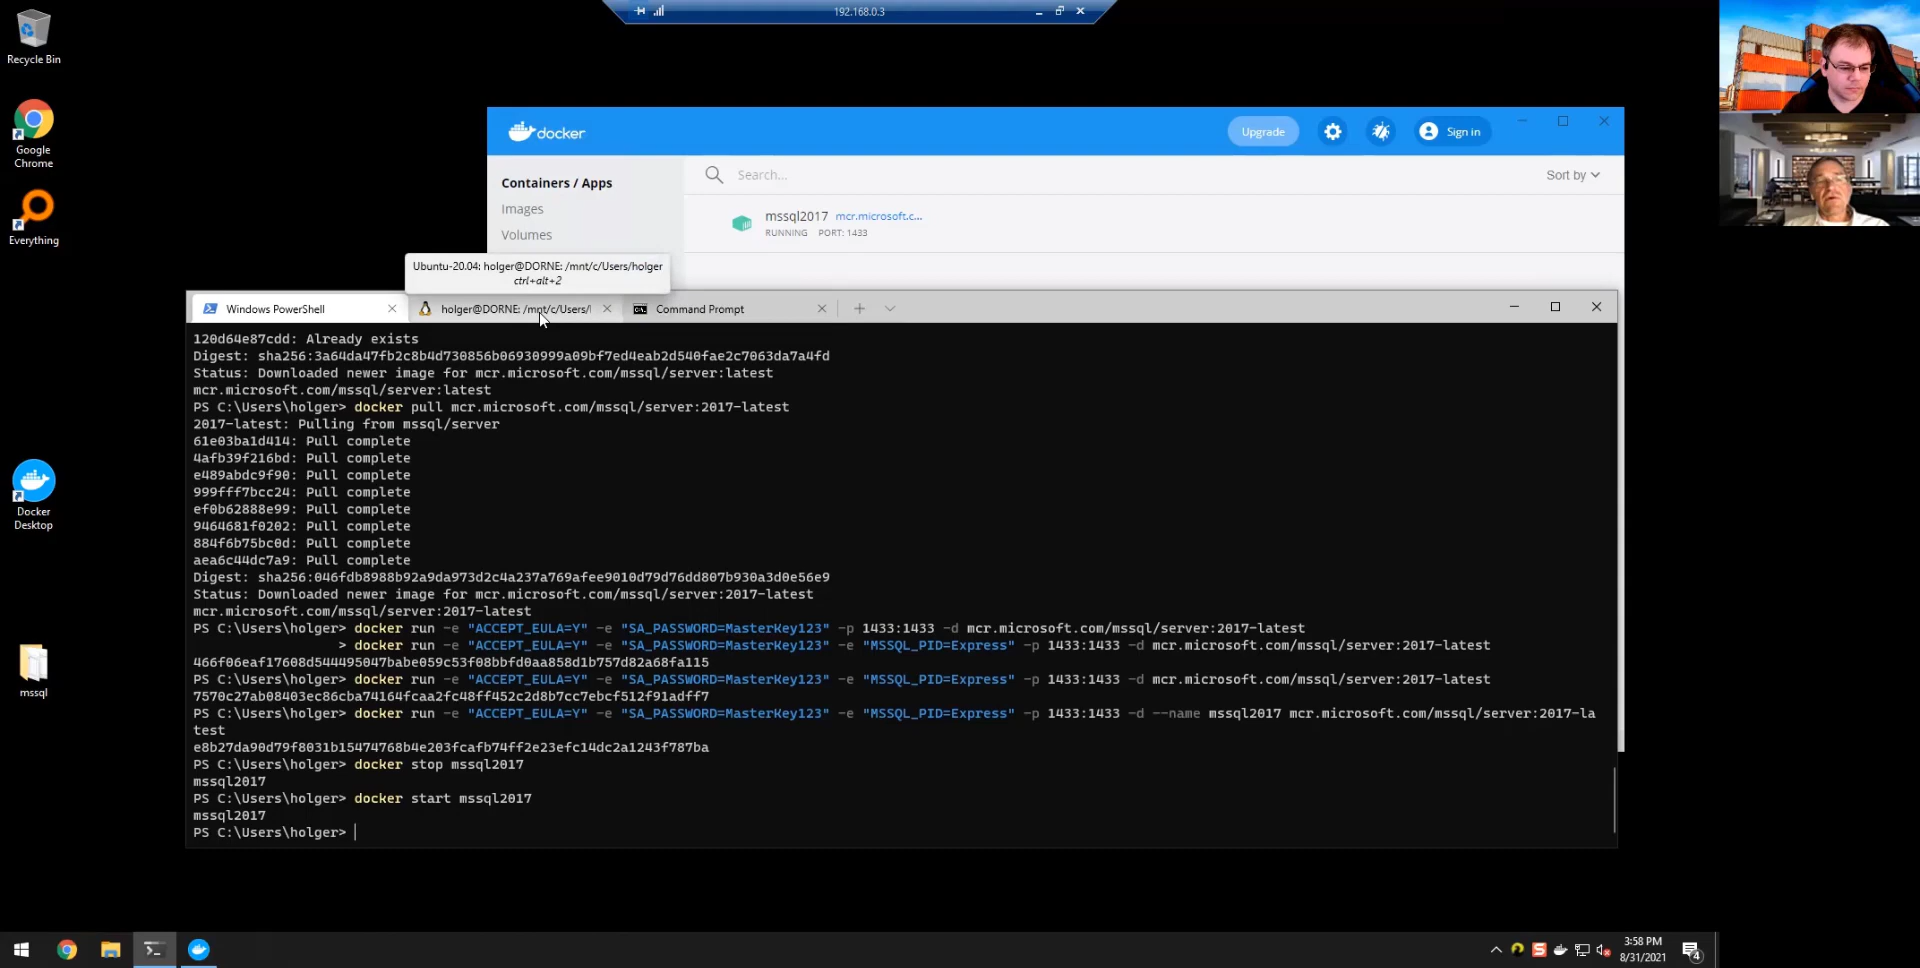 192.168.0.3
Recycle Bin
Google
Chrome
Everything
Docker
Desktop
mssql
docker
Upgrade
Sign in
Containers / Apps
Images
Volumes
Search...
Sort by
mssql2017 mcr.microsoft.c...
RUNNING PORT: 1433
Ubuntu-20.04: holger@DORNE: /mnt/c/Users/holger
ctrl+alt+2
Windows PowerShell
holger@DORNE: /mnt/c/Users/l
Command Prompt
120d64e87cdd: Already exists
Digest: sha256:3a64da47fb2c8b4d730856b06930999a09bf7ed4eab2d540fae2c7063da7a4fd
Status: Downloaded newer image for mcr.microsoft.com/mssql/server:latest
mcr.microsoft.com/mssql/server:latest
PS C:\Users\holger> docker pull mcr.microsoft.com/mssql/server:2017-latest
2017-latest: Pulling from mssql/server
61e03ba1d414: Pull complete
4afb39f216bd: Pull complete
e489abdc9f90: Pull complete
999fff7bcc24: Pull complete
ef0b62888e99: Pull complete
9464681f0202: Pull complete
884f6b75bc0d: Pull complete
aea6c44dc7a9: Pull complete
Digest: sha256:046fdb8988b92a9da973d2c4a237a769afee9010d79d76dd807b930a3d0e56e9
Status: Downloaded newer image for mcr.microsoft.com/mssql/server:2017-latest
mcr.microsoft.com/mssql/server:2017-latest
PS C:\Users\holger> docker run -e "ACCEPT_EULA=Y" -e "SA_PASSWORD=MasterKey123" -p 1433:1433 -d mcr.microsoft.com/mssql/server:2017-latest
> docker run -e "ACCEPT_EULA=Y" -e "SA_PASSWORD=MasterKey123" -e "MSSQL_PID=Express" -p 1433:1433 -d mcr.microsoft.com/mssql/server:2017-latest
466f06eaf17608d544495047babe059c53f08bbfd0aa858d1b757d82a68fa115
PS C:\Users\holger> docker run -e "ACCEPT_EULA=Y" -e "SA_PASSWORD=MasterKey123" -e "MSSQL_PID=Express" -p 1433:1433 -d mcr.microsoft.com/mssql/server:2017-latest
7570c27ab08403ec86cba74164fcaa2fc48ff452c2d8b7cc7ebcf512f91adff7
PS C:\Users\holger> docker run -e "ACCEPT_EULA=Y" -e "SA_PASSWORD=MasterKey123" -e "MSSQL_PID=Express" -p 1433:1433 -d --name mssql2017 mcr.microsoft.com/mssql/server:2017-la
test
e8b27da90d79f8031b15474768b4e203fcafb74ff2e23efc14dc2a1243f787ba
PS C:\Users\holger> docker stop mssql2017
mssql2017
PS C:\Users\holger> docker start mssql2017
mssql2017
PS C:\Users\holger>
3:58 PM
8/31/2021
4